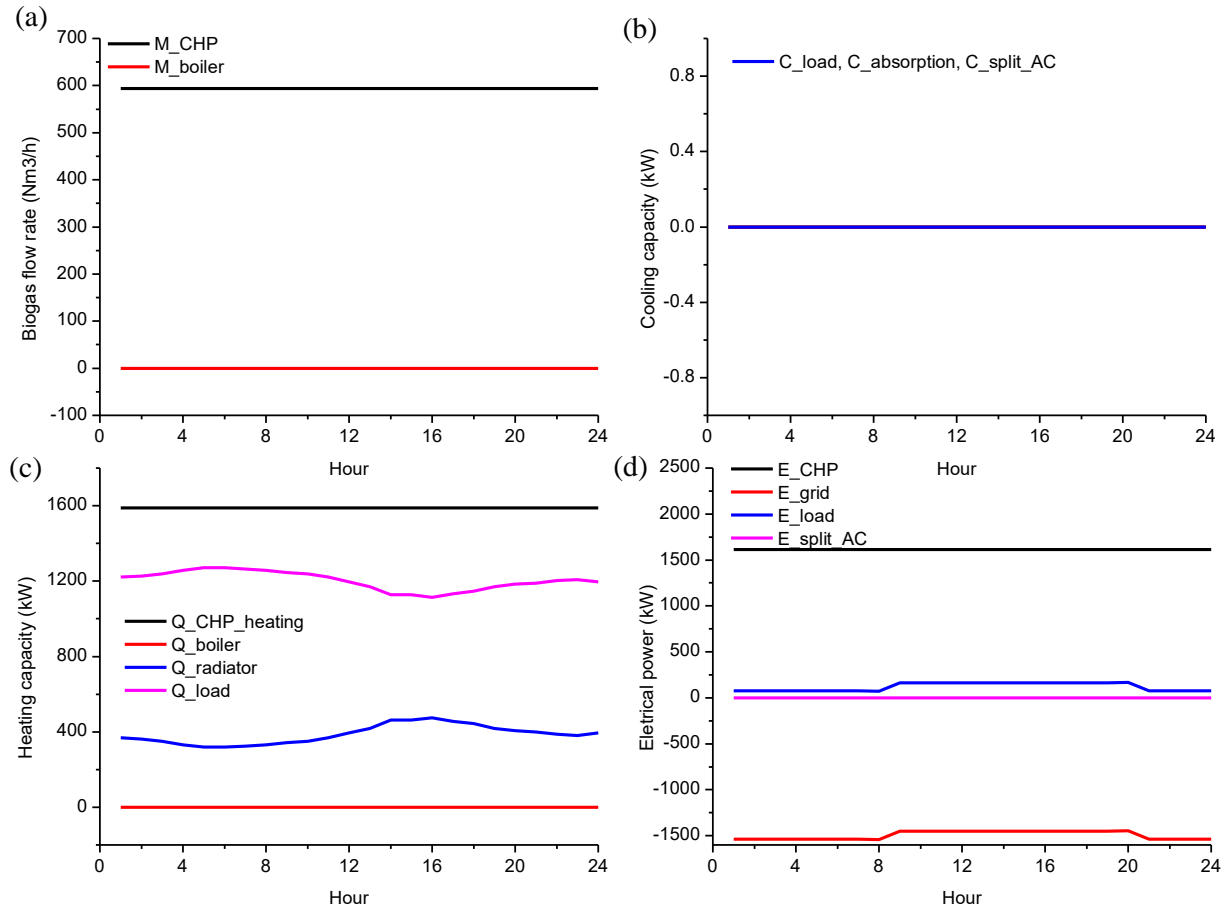 (a)
M_CHP
M_boiler
700
600
500
400
300
200
100
0
-100
0
4
8
12
16
20
24
Biogas flow rate (Nm3/h)
Hour
(b)
C_load, C_absorption, C_split_AC
0.8
0.4
0.0
-0.4
-0.8
0
4
8
12
16
20
24
Cooling capacity (kW)
Hour
(c)
1600
1200
800
400
0
Q_CHP_heating
Q_boiler
Q_radiator
Q_load
0
4
8
12
16
20
24
Heating capacity (kW)
Hour
(d)
E_CHP
E_grid
E_load
E_split_AC
2500
2000
1500
1000
500
0
-500
-1000
-1500
0
4
8
12
16
20
24
Eletrical power (kW)
Hour